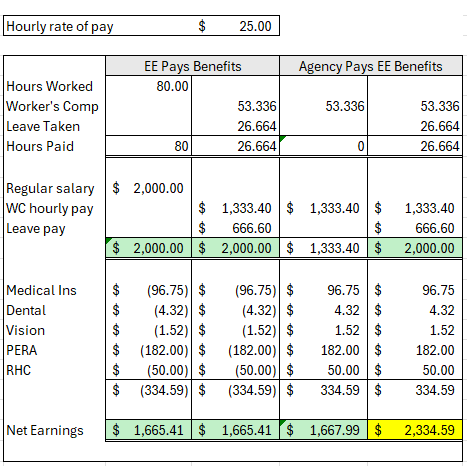 Hourly rate of pay $ 25.00
EE Pays Benefits Agency Pays EE Benefits
Hours Worked 80.00
Worker's Comp 53.336 53.336 53.336
Leave Taken 26.664 26.664
Hours Paid 80 26.664 0 26.664
Regular salary $ 2,000.00
WC hourly pay $ 1,333.40 $ 1,333.40 $ 1,333.40
Leave pay $ 666.60 $ 666.60
$ 2,000.00 $ 2,000.00 $ 1,333.40 $ 2,000.00
Medical Ins $ (96.75) $ (96.75) $ 96.75 $ 96.75
Dental $ (4.32) $ (4.32) $ 4.32 $ 4.32
Vision $ (1.52) $ (1.52) $ 1.52 $ 1.52
PERA $ (182.00) $ (182.00) $ 182.00 $ 182.00
RHC $ (50.00) $ (50.00) $ 50.00 $ 50.00
$ (334.59) $ (334.59) $ 334.59 $ 334.59
Net Earnings $ 1,665.41 $ 1,665.41 $ 1,667.99 $ 2,334.59